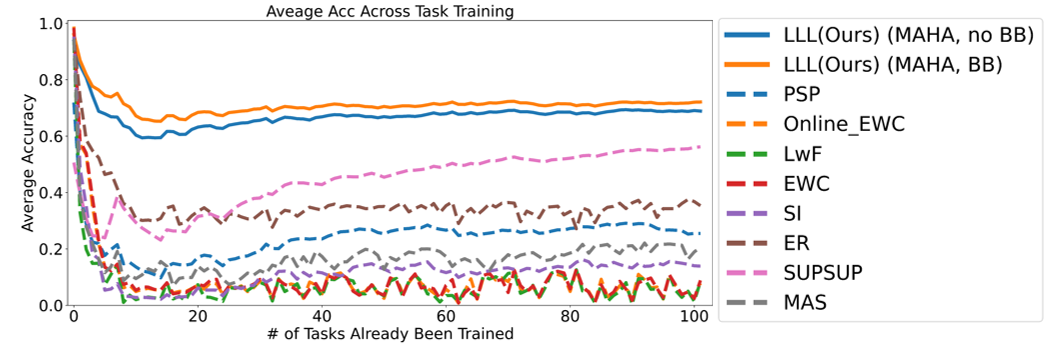 Aveage Acc Across Task Training
Average Accuracy
1.0
0.8
0.6
0.4
0.2
0.0
0 20 40 60 80 100
# of Tasks Already Been Trained
LLL(Ours) (MAHA, no BB)
LLL(Ours) (MAHA, BB)
PSP
Online_EWC
LwF
EWC
SI
ER
SUPSUP
MAS